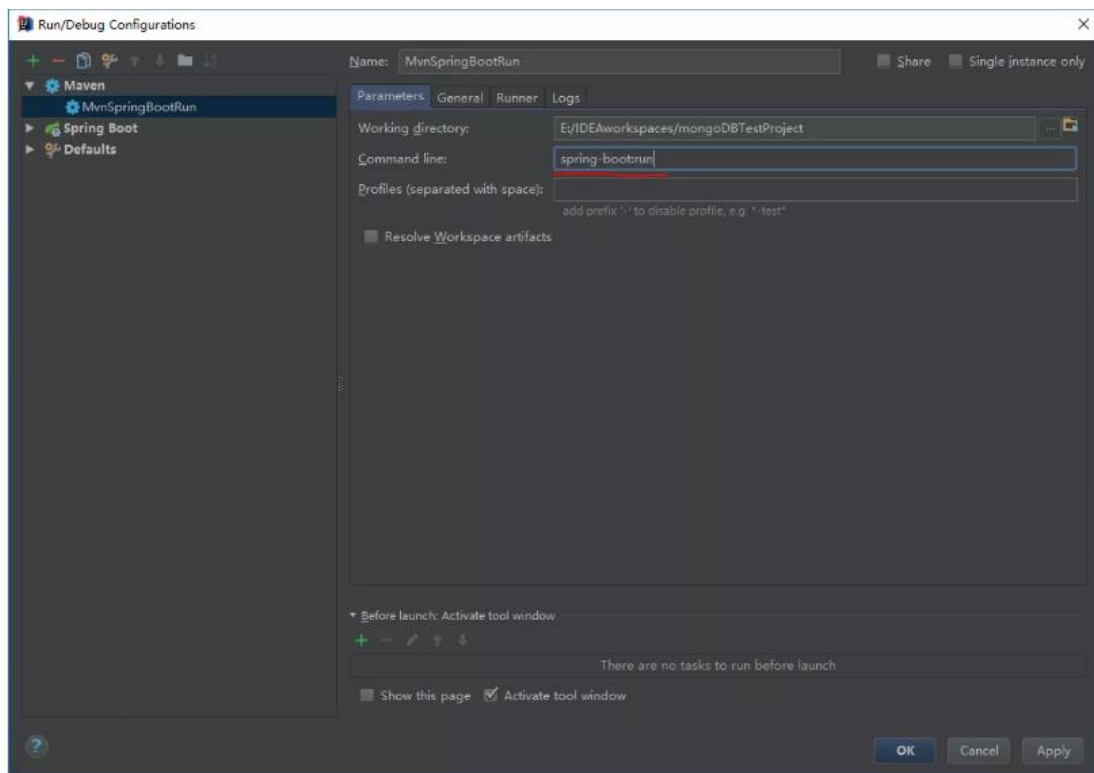 Run/Debug Configurations
Name: MvnSpringBootRun
Share
Single instance only
Maven
MvnSpringBootRun
Spring Boot
Defaults
Parameters General Runner Logs
Working directory: E:/IDEAworkspaces/mongoDBTestProject ...
Command line: spring-boot:run
Profiles (separated with space):
add prefix '-' to disable profile, e.g. "-test"
Resolve Workspace artifacts
Before launch: Activate tool window
There are no tasks to run before launch
Show this page Activate tool window
? OK Cancel Apply